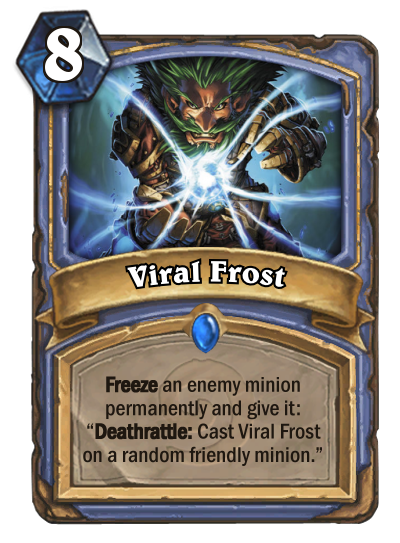 8
Viral Frost
Freeze an enemy minion
permanently and give it:
“Deathrattle: Cast Viral Frost
on a random friendly minion.”